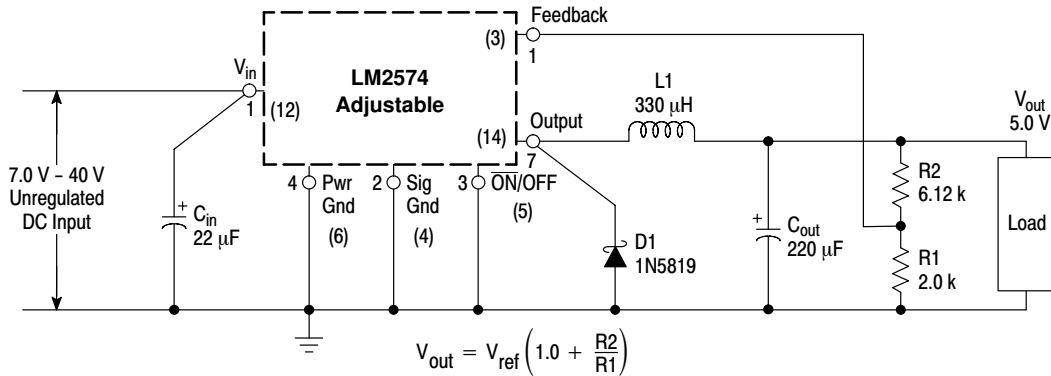 Feedback
(3)
1
V_in
1
(12)
LM2574
Adjustable
L1
330 μH
V_out
5.0 V
Output
(14)
7
7.0 V – 40 V
Unregulated
DC Input
C_in
22 μF
+
4 Pwr
Gnd
(6)
2 Sig
Gnd
(4)
3 O̅N̅/OFF
(5)
D1
1N5819
+
C_out
220 μF
R2
6.12 k
R1
2.0 k
Load
V_out = V_ref (1.0 + R2/R1)